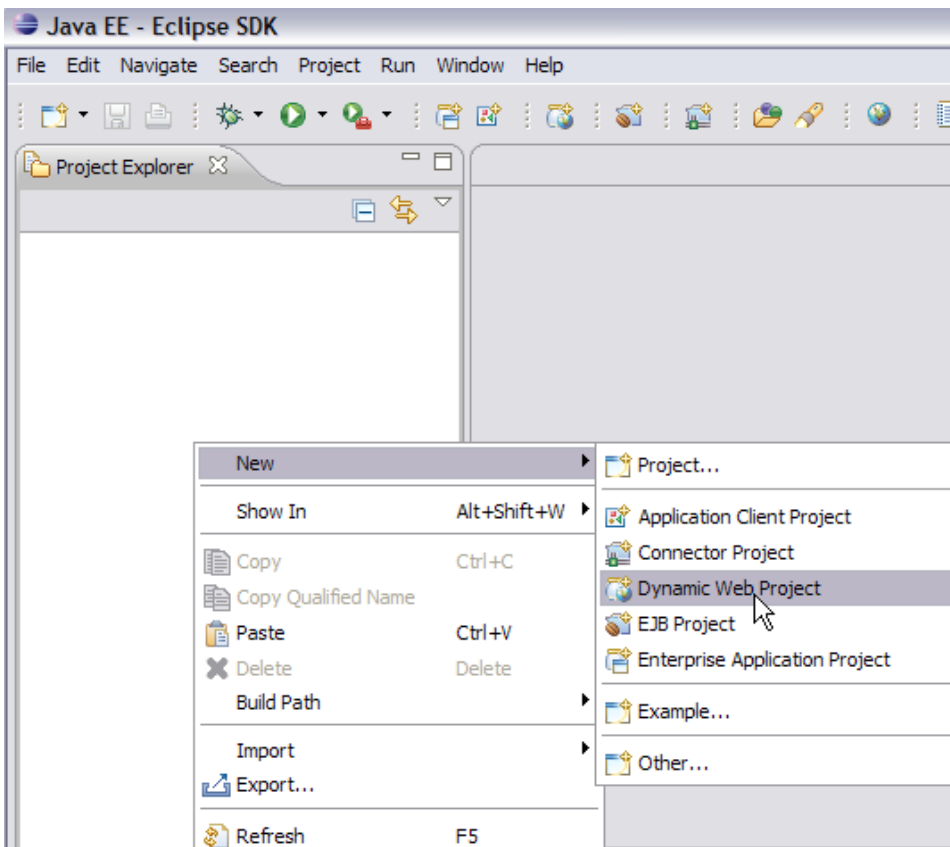 Java EE - Eclipse SDK
File Edit Navigate Search Project Run Window Help
Project Explorer
New
Show In Alt+Shift+W
Copy Ctrl+C
Copy Qualified Name
Paste Ctrl+V
Delete Delete
Build Path
Import
Export...
Refresh F5
Project...
Application Client Project
Connector Project
Dynamic Web Project
EJB Project
Enterprise Application Project
Example...
Other...